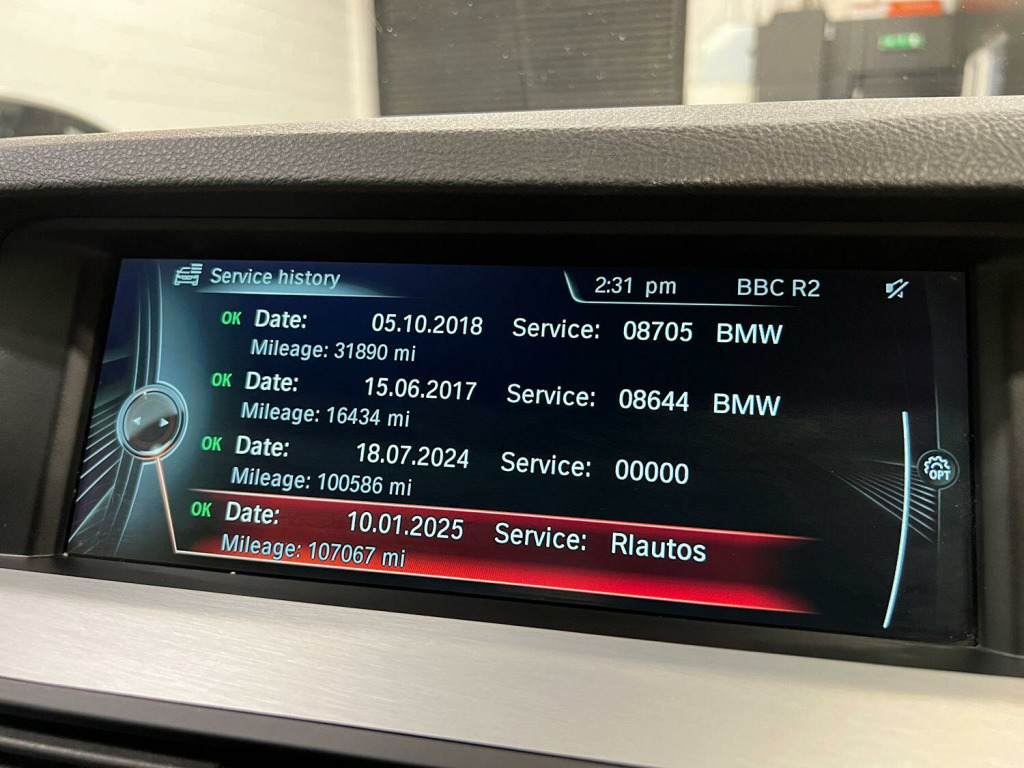 Service history 2:31 pm BBC R2
OK Date: 05.10.2018 Service: 08705 BMW
Mileage: 31890 mi
OK Date: 15.06.2017 Service: 08644 BMW
Mileage: 16434 mi
OK Date: 18.07.2024 Service: 00000
Mileage: 100586 mi
OPT
OK Date: 10.01.2025 Service: RIautos
Mileage: 107067 mi